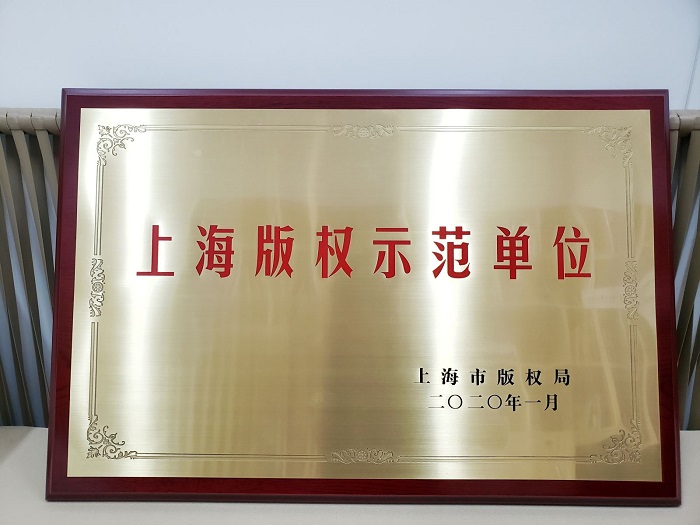 上海版权示范单位
上海市版权局
二〇二〇年一月